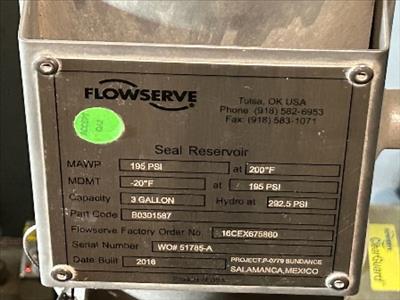 FLOWSERVE
Tulsa, OK USA
Phone: (918) 582-6953
Fax: (918) 583-1071
Seal Reservoir
MAWP 195 PSI at 200°F
MDMT -20°F at 195 PSI
Capacity 3 GALLON Hydro at 292.5 PSI
Part Code B0301587
Flowserve Factory Order No. 16CEX675860
Serial Number WO# 51785-A
Date Built 2016 PROJECT:P-0779 SUNDANCE
SALAMANCA,MEXICO